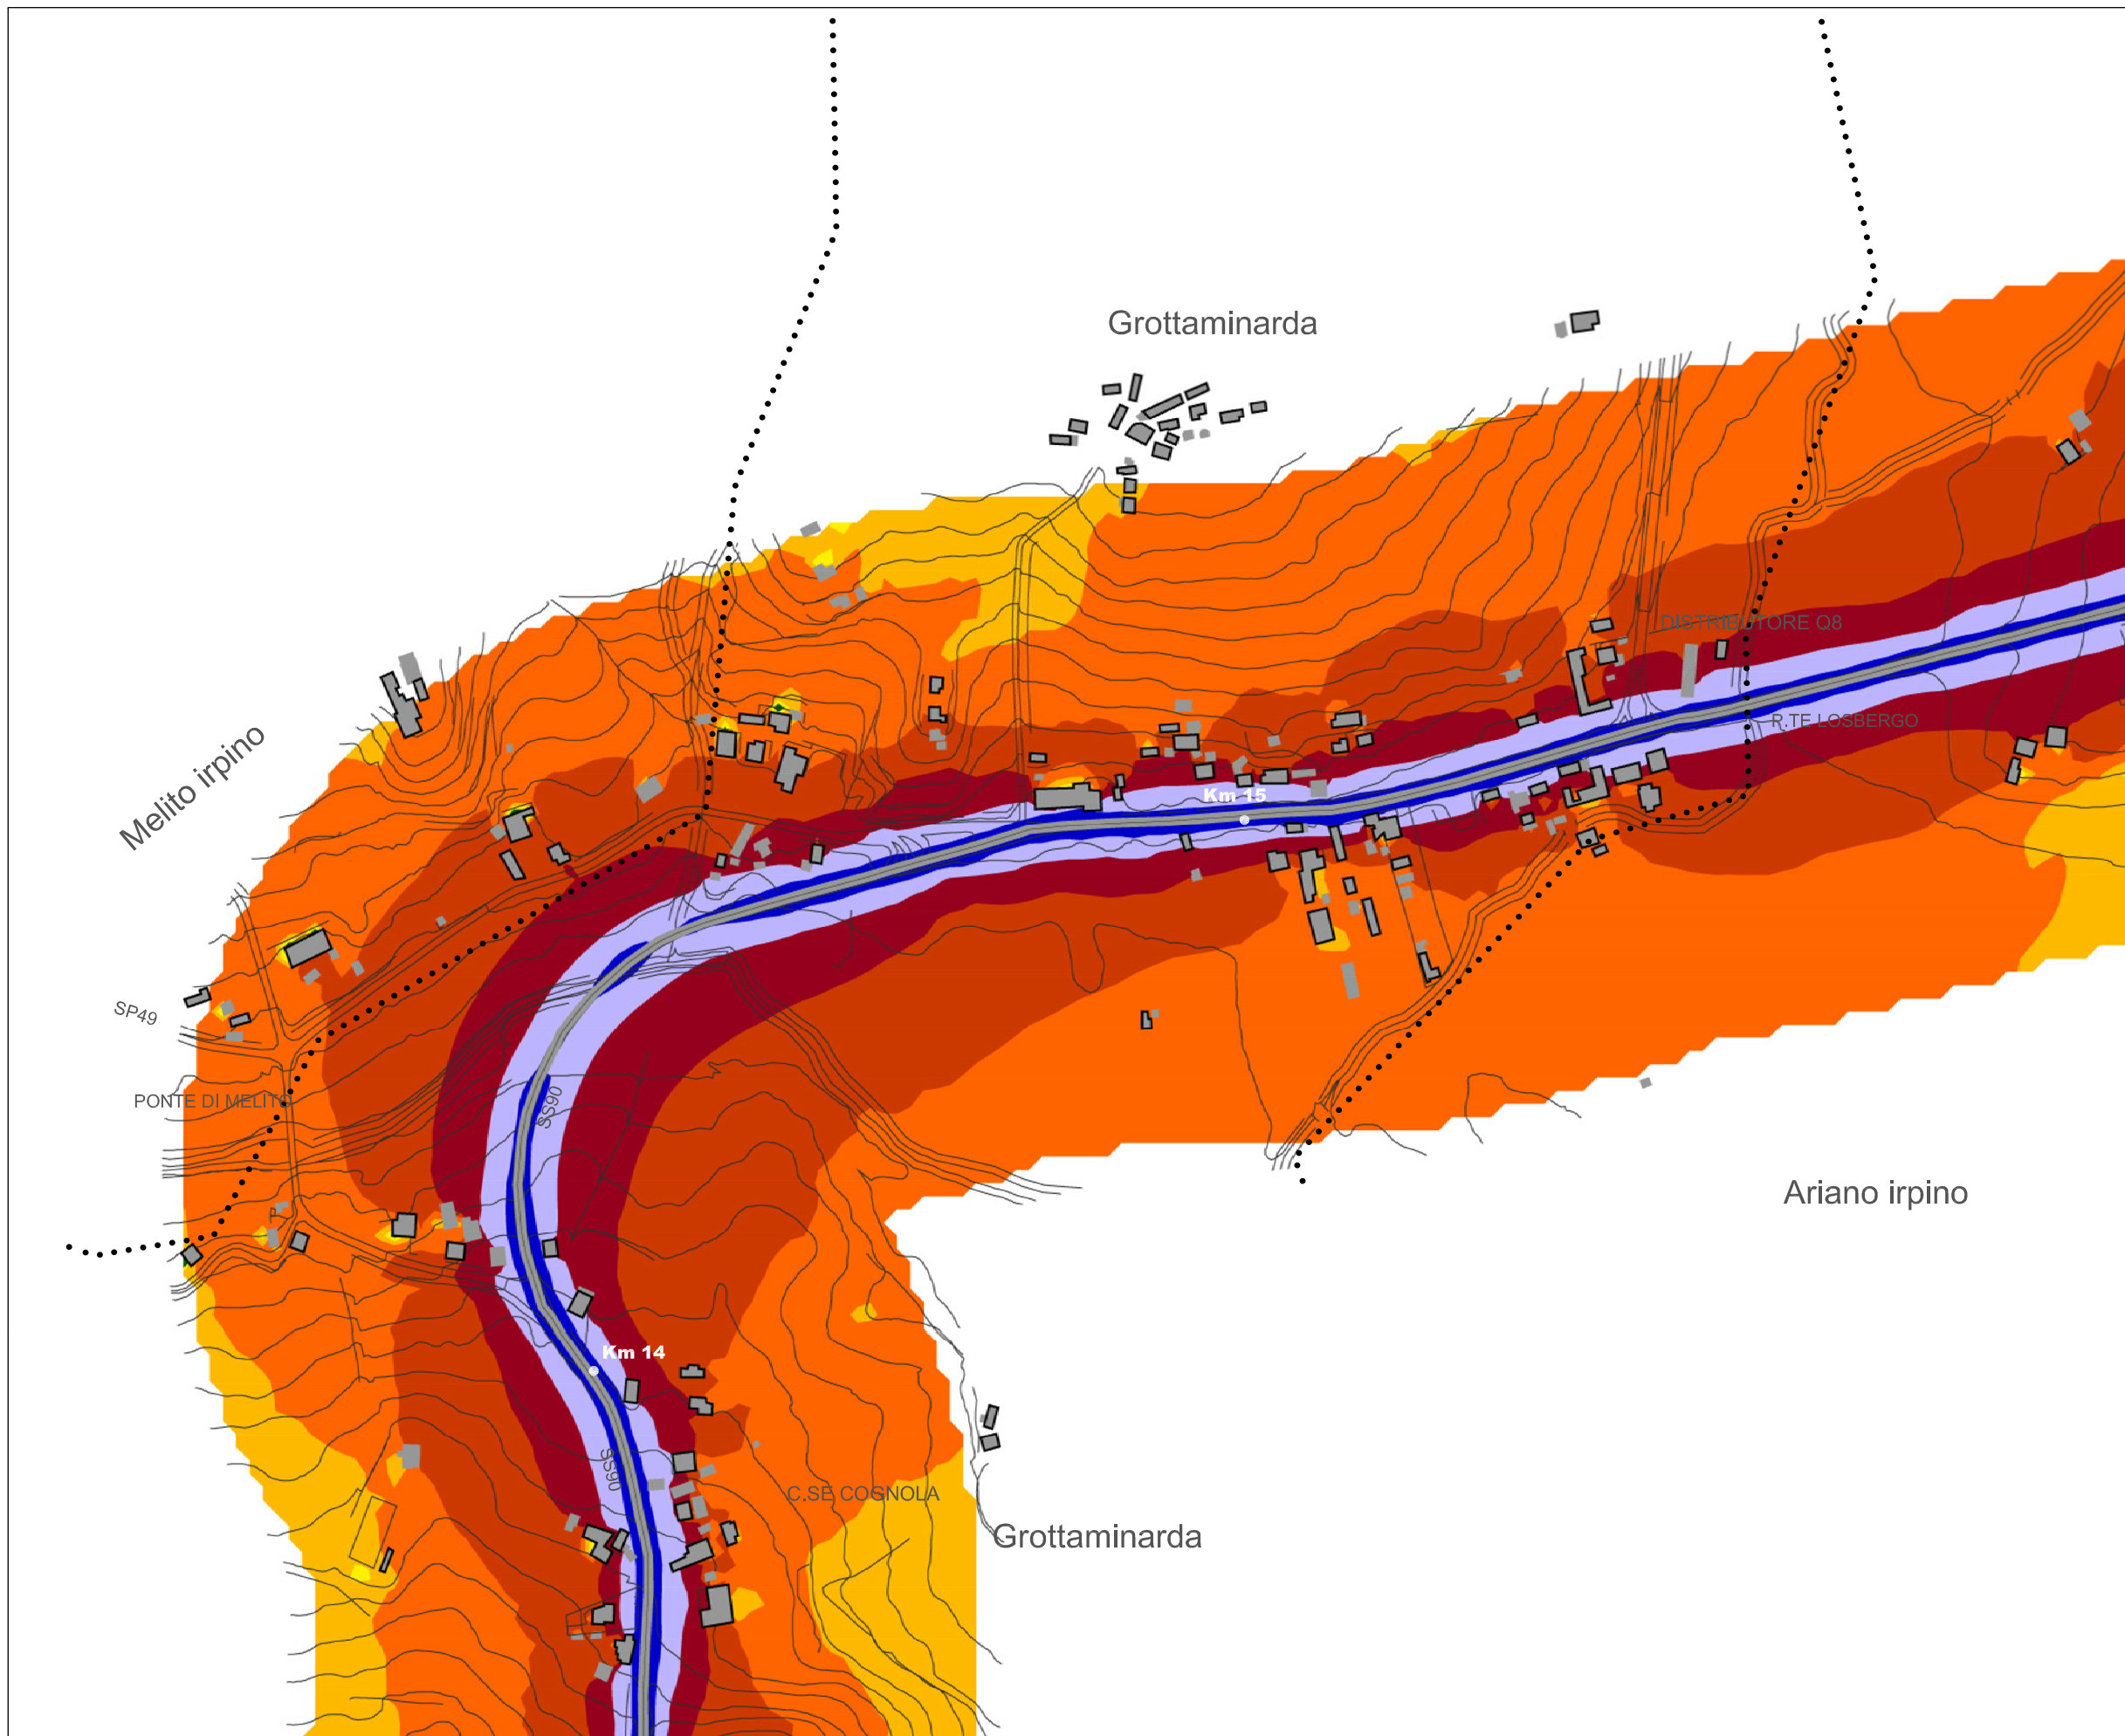 Grottaminarda
DISTRIBUTORE Q8
R.TE LOSBERGO
Melito irpino
Km 15
SP49
PONTE DI MELITO
SS90
Ariano irpino
Km 14
SS90
C.SE COGNOLA
Grottaminarda